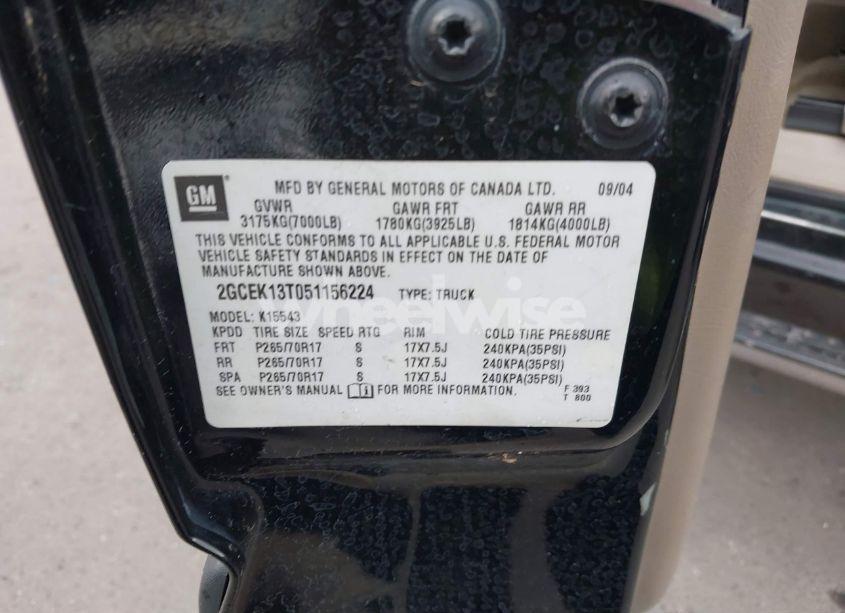 GM
MFD BY GENERAL MOTORS OF CANADA LTD. 09/04
GVWR GAWR FRT GAWR RR
3175KG(7000LB) 1780KG(3925LB) 1814KG(4000LB)
THIS VEHICLE CONFORMS TO ALL APPLICABLE U.S. FEDERAL MOTOR
VEHICLE SAFETY STANDARDS IN EFFECT ON THE DATE OF
MANUFACTURE SHOWN ABOVE.
2GCEK13T051156224 TYPE: TRUCK
MODEL: K15543
KPDD TIRE SIZE SPEED RTG RIM COLD TIRE PRESSURE
FRT P265/70R17 S 17X7.5J 240KPA(35PSI)
RR P265/70R17 S 17X7.5J 240KPA(35PSI)
SPA P265/70R17 S 17X7.5J 240KPA(35PSI)
SEE OWNER'S MANUAL FOR MORE INFORMATION. F 393
T 800
wheelwise